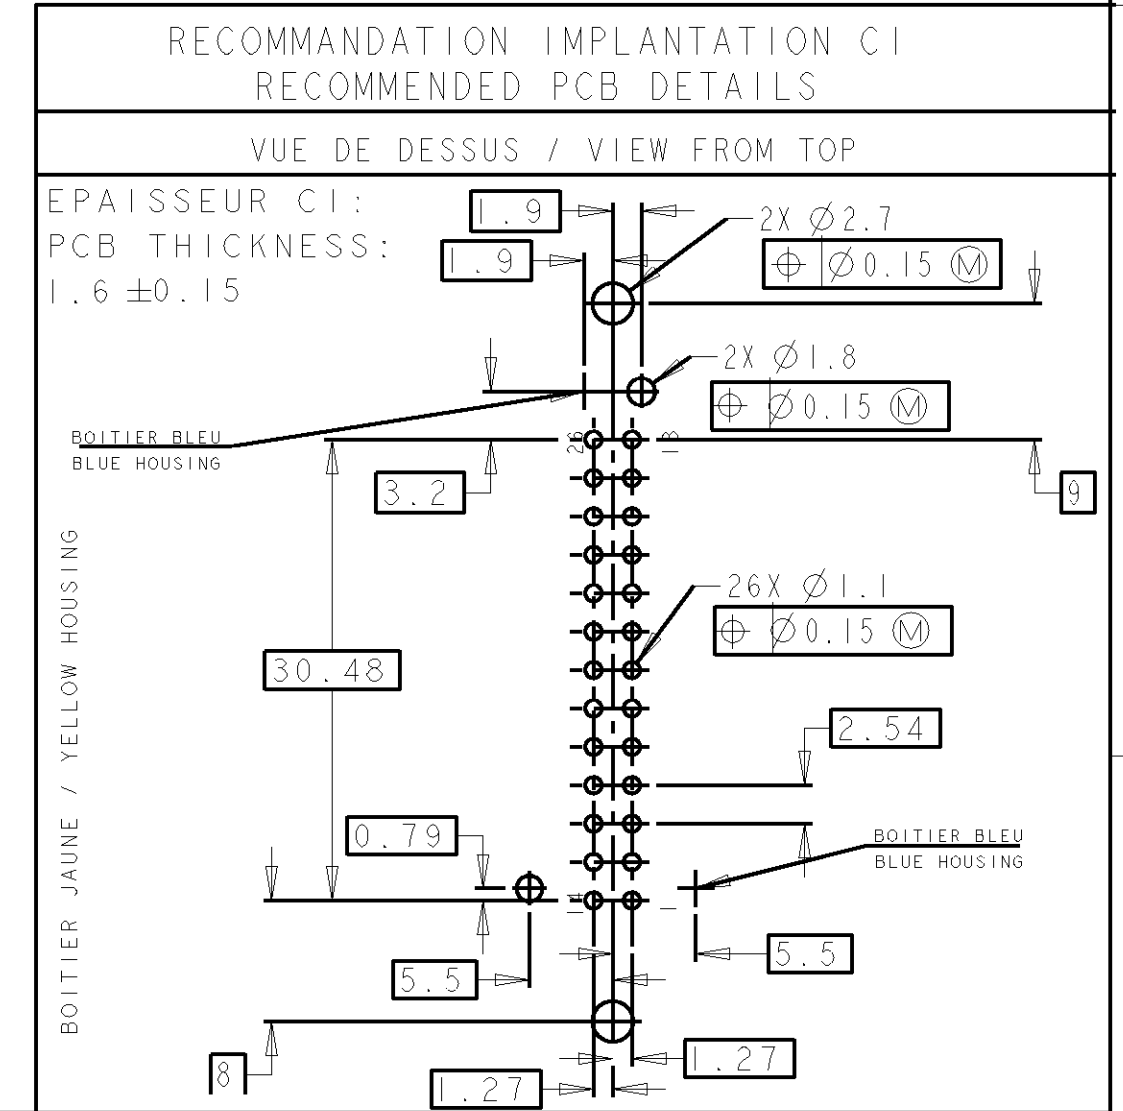 RECOMMANDATION IMPLANTATION CI
RECOMMENDED PCB DETAILS
VUE DE DESSUS / VIEW FROM TOP
EPAISSEUR CI:
PCB THICKNESS:
1.6 ±0.15
1.9
1.9
2X Ø2.7
⌖ Ø0.15 Ⓜ
2X Ø1.8
⌖ Ø0.15 Ⓜ
BOITIER BLEU
BLUE HOUSING
26
13
3.2
9
BOITIER JAUNE / YELLOW HOUSING
26X Ø1.1
⌖ Ø0.15 Ⓜ
30.48
2.54
0.79
BOITIER BLEU
BLUE HOUSING
14
1
5.5
5.5
8
1.27
1.27